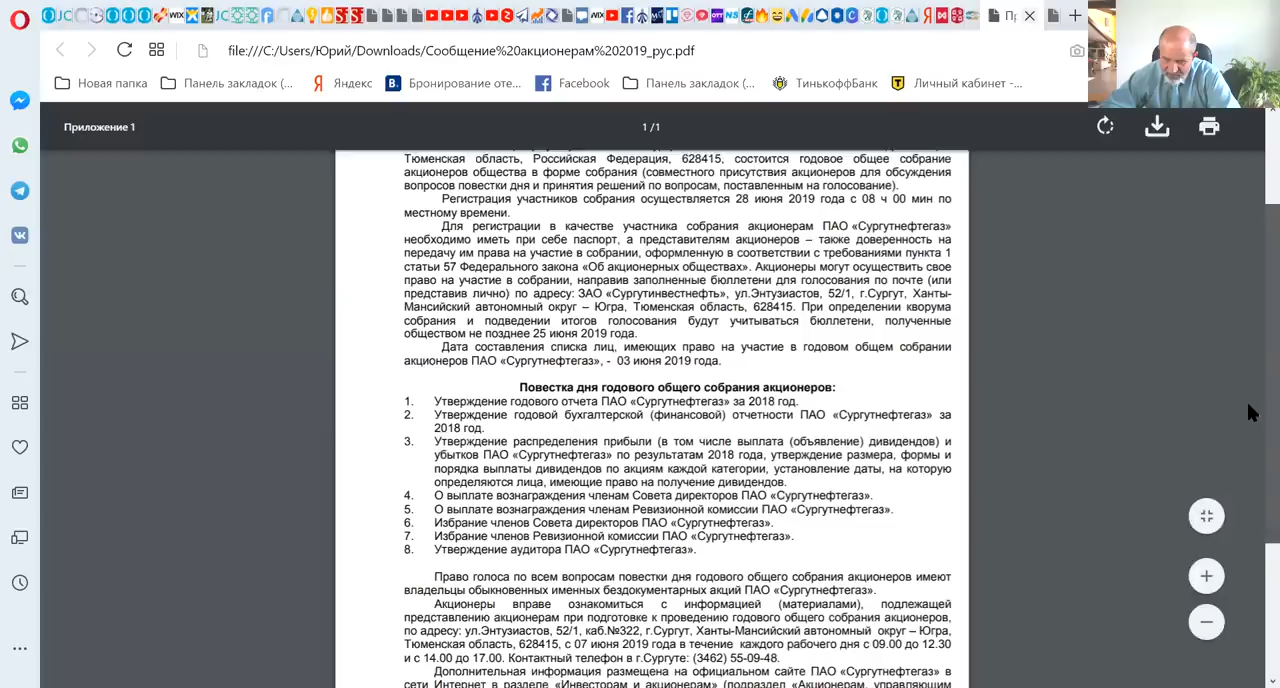 file:///C:/Users/Юрий/Downloads/Сообщение%20акционерам%202019_рус.pdf
Новая папка
Панель закладок (...
Яндекс
Бронирование оте...
Facebook
Панель закладок (...
ТинькоффБанк
Личный кабинет -...
Приложение 1
1 /1
Тюменская область, Российская Федерация, 628415, состоится годовое общее собрание
акционеров общества в форме собрания (совместного присутствия акционеров для обсуждения
вопросов повестки дня и принятия решений по вопросам, поставленным на голосование).
Регистрация участников собрания осуществляется 28 июня 2019 года с 08 ч 00 мин по
местному времени.
Для регистрации в качестве участника собрания акционерам ПАО «Сургутнефтегаз»
необходимо иметь при себе паспорт, а представителям акционеров – также доверенность на
передачу им права на участие в собрании, оформленную в соответствии с требованиями пункта 1
статьи 57 Федерального закона «Об акционерных обществах». Акционеры могут осуществить свое
право на участие в собрании, направив заполненные бюллетени для голосования по почте (или
представив лично) по адресу: ЗАО «Сургутинвестнефть», ул.Энтузиастов, 52/1, г.Сургут, Ханты-
Мансийский автономный округ – Югра, Тюменская область, 628415. При определении кворума
собрания и подведении итогов голосования будут учитываться бюллетени, полученные
обществом не позднее 25 июня 2019 года.
Дата составления списка лиц, имеющих право на участие в годовом общем собрании
акционеров ПАО «Сургутнефтегаз», - 03 июня 2019 года.
Повестка дня годового общего собрания акционеров:
1. Утверждение годового отчета ПАО «Сургутнефтегаз» за 2018 год.
2. Утверждение годовой бухгалтерской (финансовой) отчетности ПАО «Сургутнефтегаз» за
2018 год.
3. Утверждение распределения прибыли (в том числе выплата (объявление) дивидендов) и
убытков ПАО «Сургутнефтегаз» по результатам 2018 года, утверждение размера, формы и
порядка выплаты дивидендов по акциям каждой категории, установление даты, на которую
определяются лица, имеющие право на получение дивидендов.
4. О выплате вознаграждения членам Совета директоров ПАО «Сургутнефтегаз».
5. О выплате вознаграждения членам Ревизионной комиссии ПАО «Сургутнефтегаз».
6. Избрание членов Совета директоров ПАО «Сургутнефтегаз».
7. Избрание членов Ревизионной комиссии ПАО «Сургутнефтегаз».
8. Утверждение аудитора ПАО «Сургутнефтегаз».
Право голоса по всем вопросам повестки дня годового общего собрания акционеров имеют
владельцы обыкновенных именных бездокументарных акций ПАО «Сургутнефтегаз».
Акционеры вправе ознакомиться с информацией (материалами), подлежащей
представлению акционерам при подготовке к проведению годового общего собрания акционеров,
по адресу: ул.Энтузиастов, 52/1, каб.№322, г.Сургут, Ханты-Мансийский автономный округ – Югра,
Тюменская область, 628415, с 07 июня 2019 года в течение каждого рабочего дня с 09.00 до 12.30
и с 14.00 до 17.00. Контактный телефон в г.Сургуте: (3462) 55-09-48.
Дополнительная информация размещена на официальном сайте ПАО «Сургутнефтегаз» в
сети Интернет в разделе «Инвесторам и акционерам» (подраздел «Акционерам, управляющим